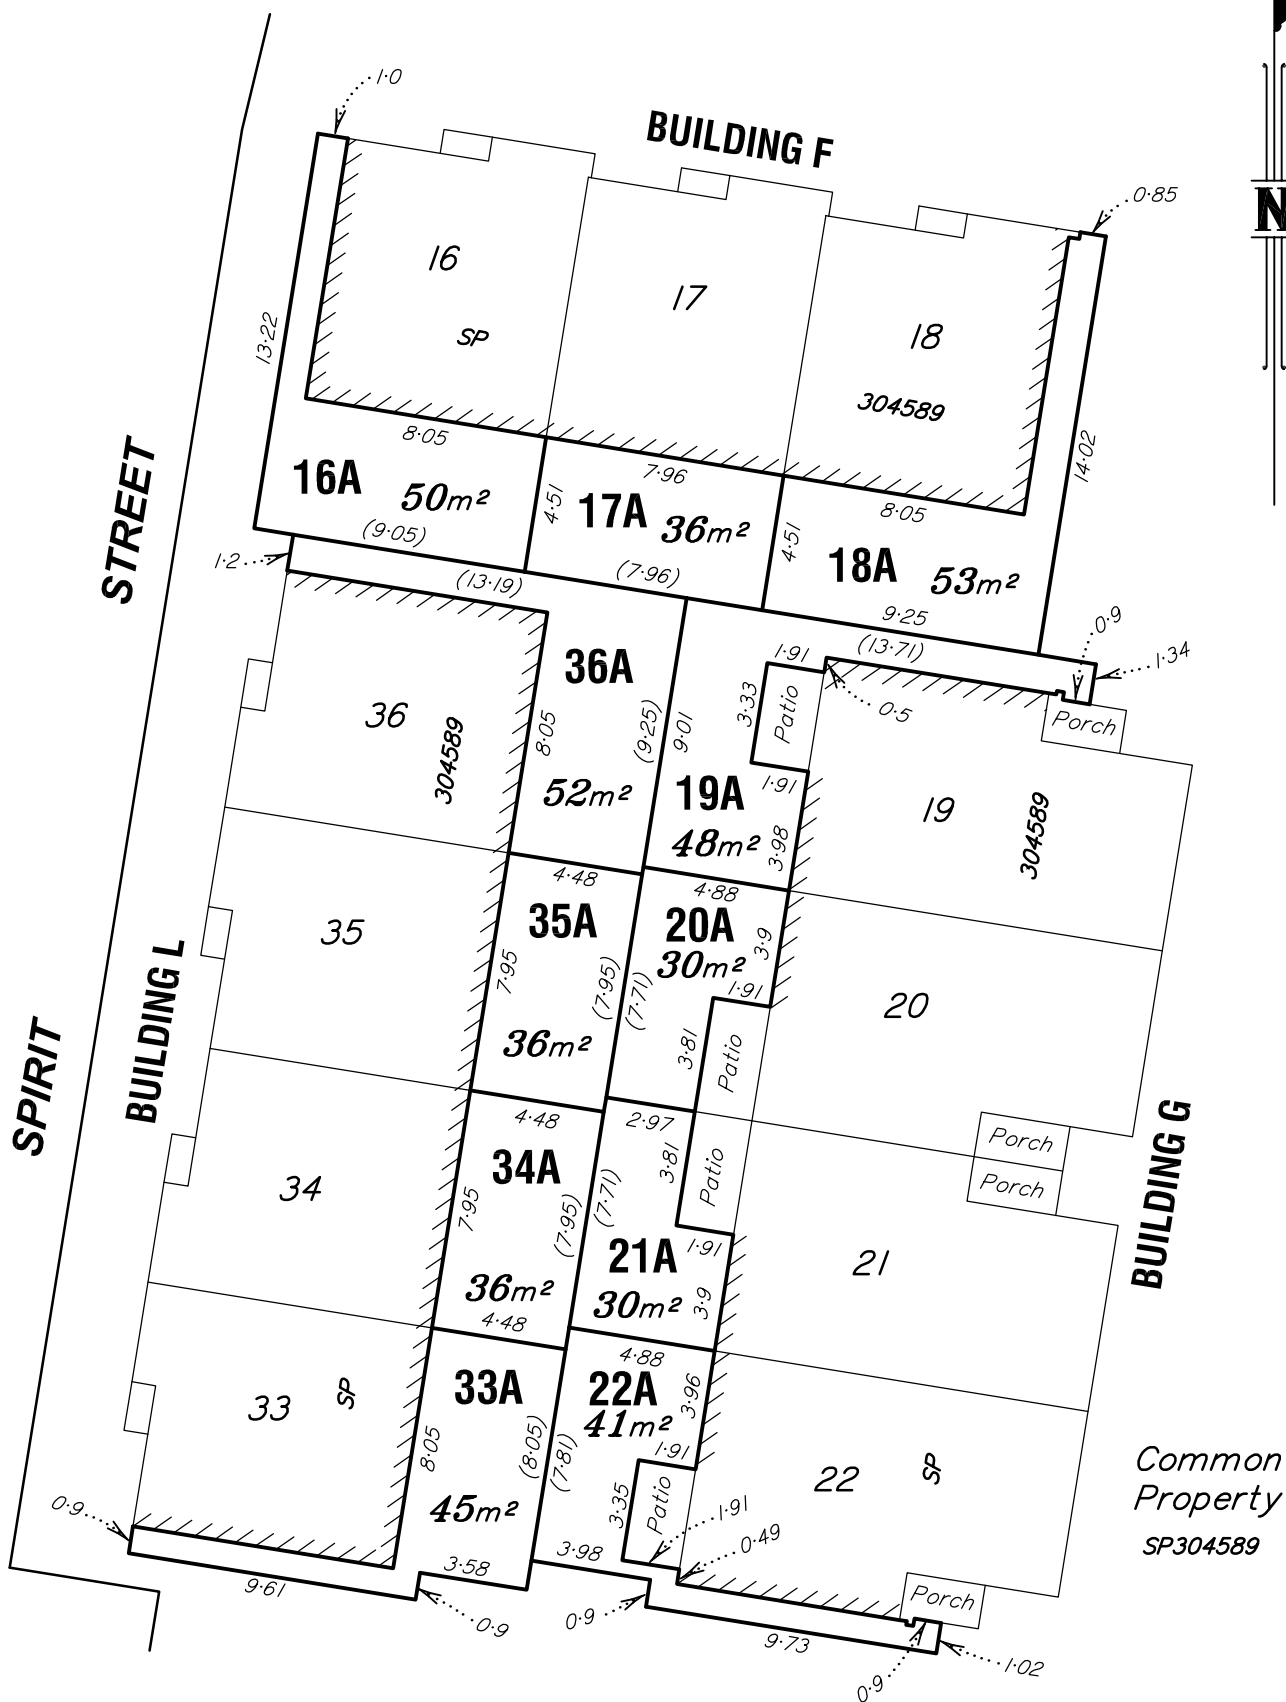 1·0
BUILDING F
0·85
N
16
17
18
SP
304589
13·22
14·02
8·05
7·96
8·05
16A
50m²
4·51
17A
36m²
4·51
18A
53m²
(9·05)
(7·96)
9·25
1·2
(13·19)
(13·71)
0·9
1·34
STREET
36A
1·91
3·33
Patio
0·5
Porch
36
304589
8·05
(9·25)
9·01
52m²
19A
1·91
48m²
3·98
19
304589
4·48
4·88
35
35A
20A
30m²
3·9
7·95
(7·95)
(7·71)
1·91
20
36m²
3·81
Patio
BUILDING L
SPIRIT
4·48
2·97
Porch
Porch
34
34A
3·81
Patio
7·95
(7·95)
(7·71)
1·91
21A
21
36m²
30m²
3·9
4·48
4·88
BUILDING G
33
SP
33A
22A
41m²
3·96
8·05
(8·05)
(7·81)
1·91
22
SP
45m²
3·35
Patio
1·91
0·49
Common
Property
SP304589
0·9
9·61
3·58
0·9
3·98
0·9
9·73
Porch
0·9
1·02